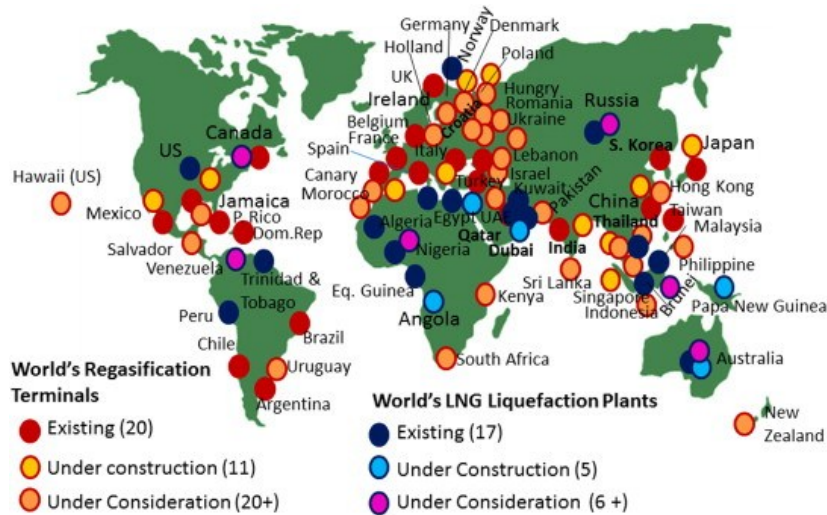 Germany
Norway
Denmark
Holland
Poland
UK
Hungry
Ireland
Croatia
Romania
Russia
Belgium
Ukraine
Canada
France
US
Spain
Italy
S. Korea
Japan
Lebanon
Hawaii (US)
Canary
Turkey
Israel
Jamaica
Morocco
Kuwait
Pakistan
China
Hong Kong
Mexico
P. Rico
Algeria
Egypt
UAE
Thailand
Taiwan
Dom.Rep
Qatar
Malaysia
Salvador
Nigeria
Dubai
India
Venezuela
Trinidad &
Tobago
Philippine
Sri Lanka
Eq. Guinea
Kenya
Singapore
Brunei
Peru
Angola
Indonesia
Papa New Guinea
Chile
Brazil
World's Regasification
Terminals
Uruguay
South Africa
Australia
Argentina
World's LNG Liquefaction Plants
Existing (20)
Existing (17)
New
Zealand
Under construction (11)
Under Construction (5)
Under Consideration (20+)
Under Consideration (6 +)